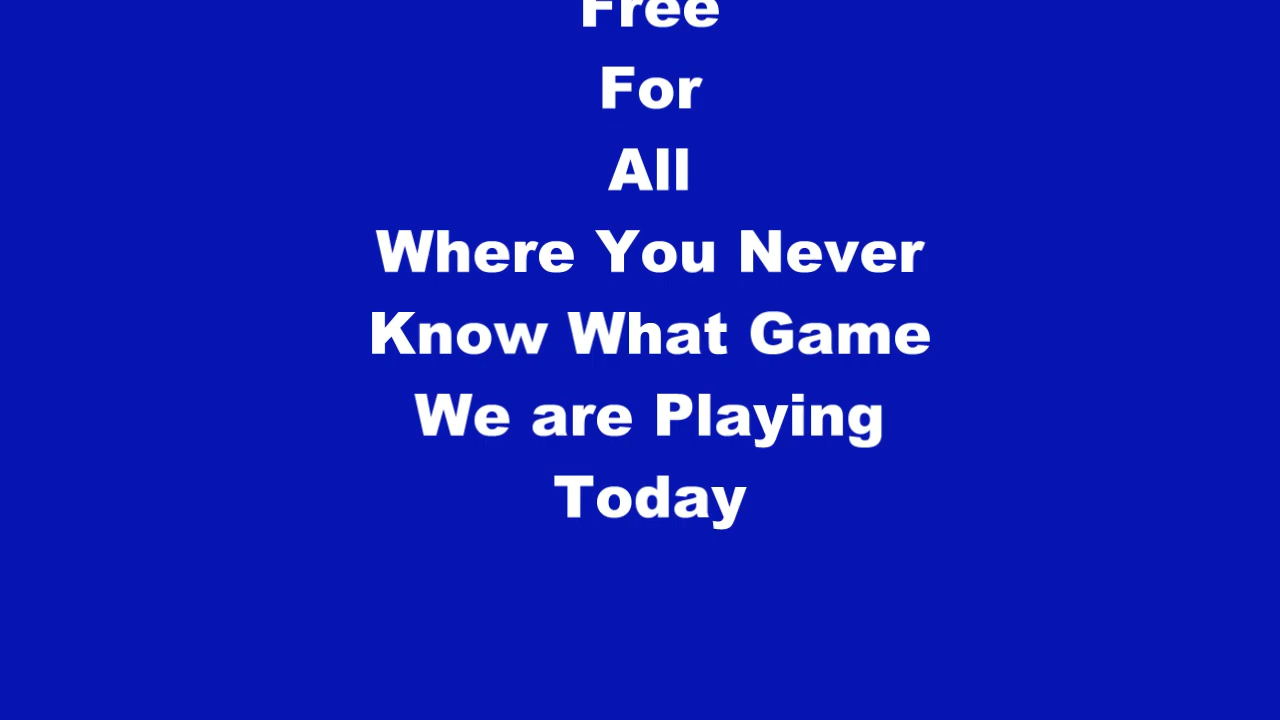 Free
For
All
Where You Never
Know What Game
We are Playing
Today